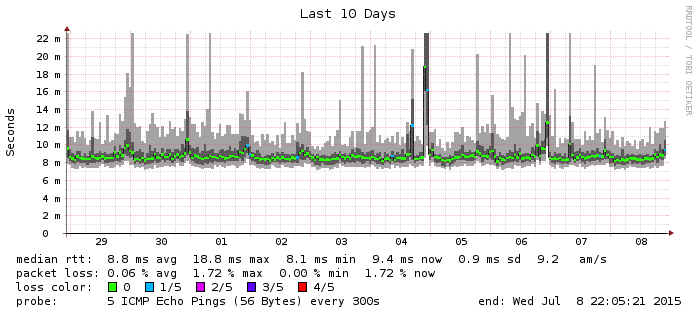 Last 10 Days
RRDTOOL / TOBI OETIKER
Seconds
22 m
20 m
18 m
16 m
14 m
12 m
10 m
8 m
6 m
4 m
2 m
0
29 30 01 02 03 04 05 06 07 08
median rtt: 8.8 ms avg 18.8 ms max 8.1 ms min 9.4 ms now 0.9 ms sd 9.2 am/s
packet loss: 0.06 % avg 1.72 % max 0.00 % min 1.72 % now
loss color: 0 1/5 2/5 3/5 4/5
probe: 5 ICMP Echo Pings (56 Bytes) every 300s end: Wed Jul 8 22:05:21 2015